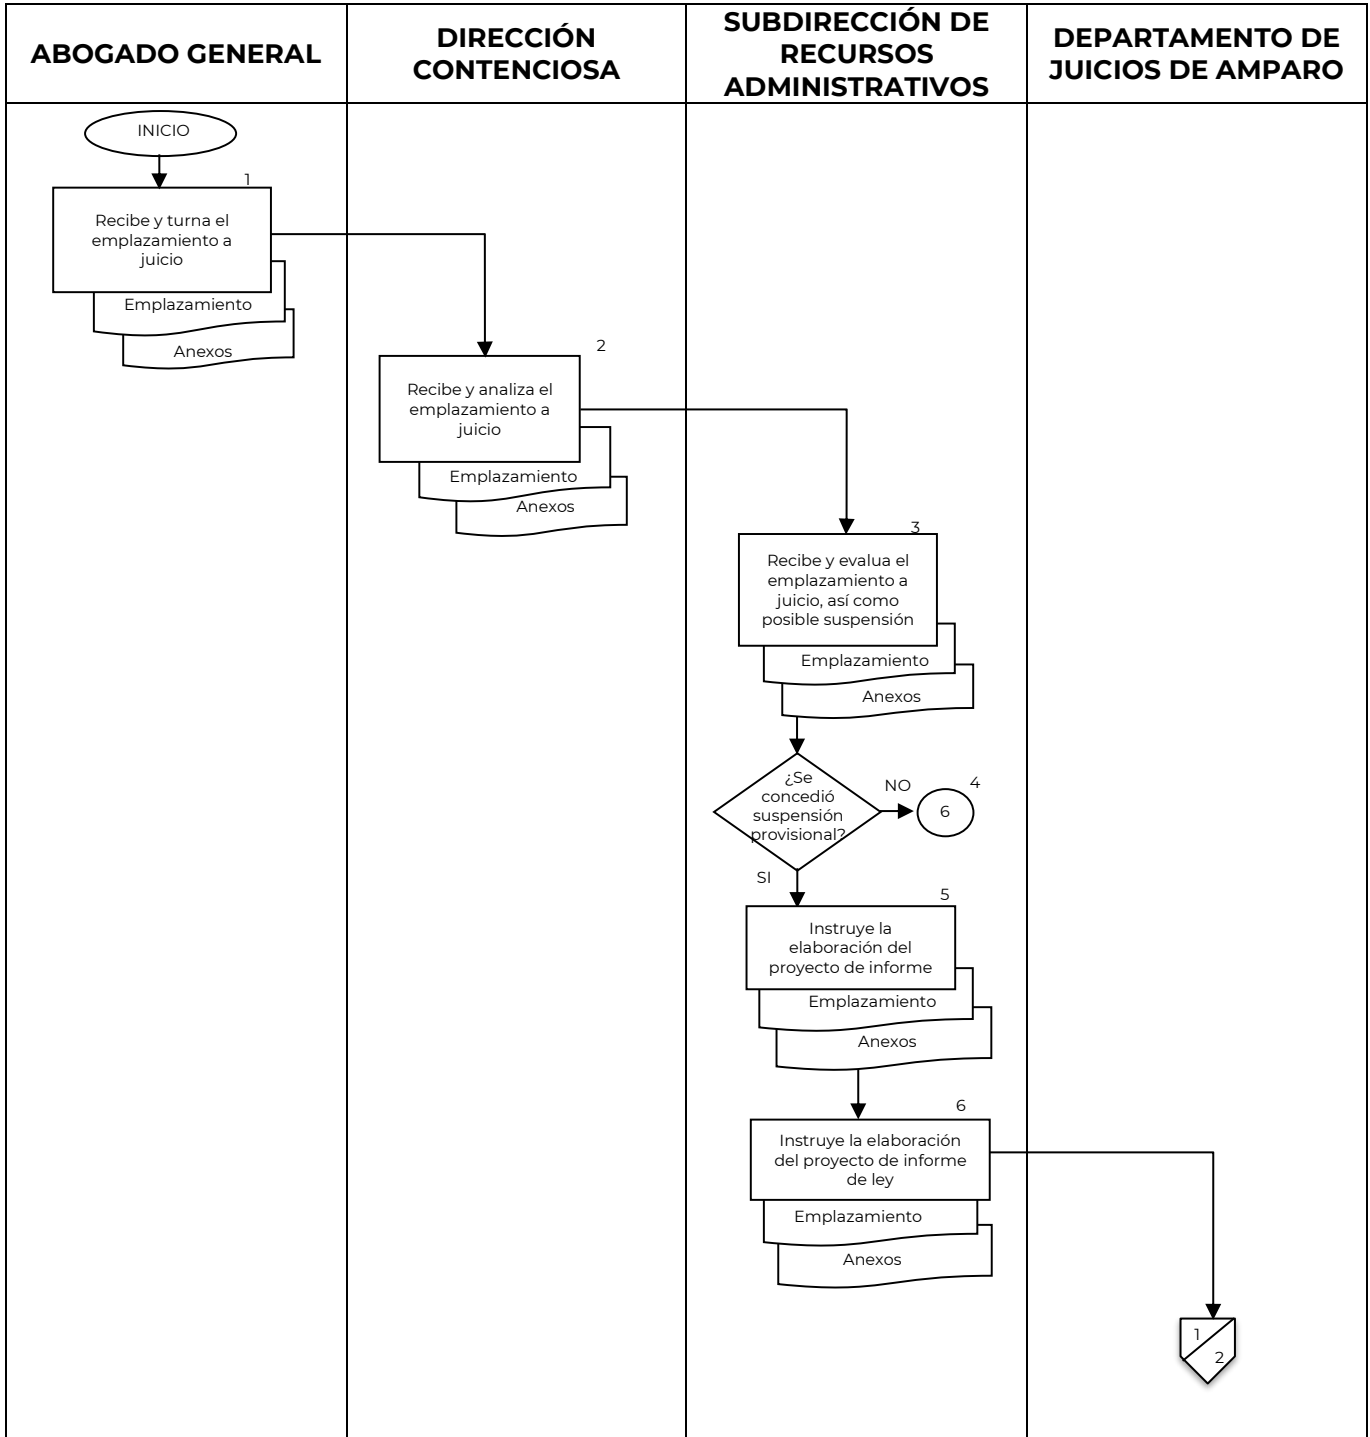 ABOGADO GENERAL
DIRECCIÓN
CONTENCIOSA
SUBDIRECCIÓN DE
RECURSOS
ADMINISTRATIVOS
DEPARTAMENTO DE
JUICIOS DE AMPARO
INICIO
1
Recibe y turna el
emplazamiento a
juicio
Emplazamiento
Anexos
2
Recibe y analiza el
emplazamiento a
juicio
Emplazamiento
Anexos
3
Recibe y evalua el
emplazamiento a
juicio, así como
posible suspensión
Emplazamiento
Anexos
¿Se
concedió
suspensión
provisional?
NO
4
6
SI
5
Instruye la
elaboración del
proyecto de informe
Emplazamiento
Anexos
6
Instruye la elaboración
del proyecto de informe
de ley
Emplazamiento
Anexos
1
2